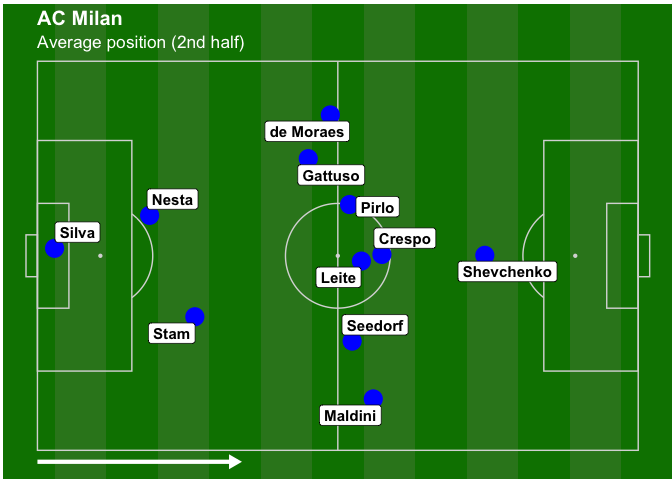 AC Milan
Average position (2nd half)
de Moraes
Gattuso
Nesta
Pirlo
Silva
Crespo
Shevchenko
Leite
Seedorf
Stam
Maldini